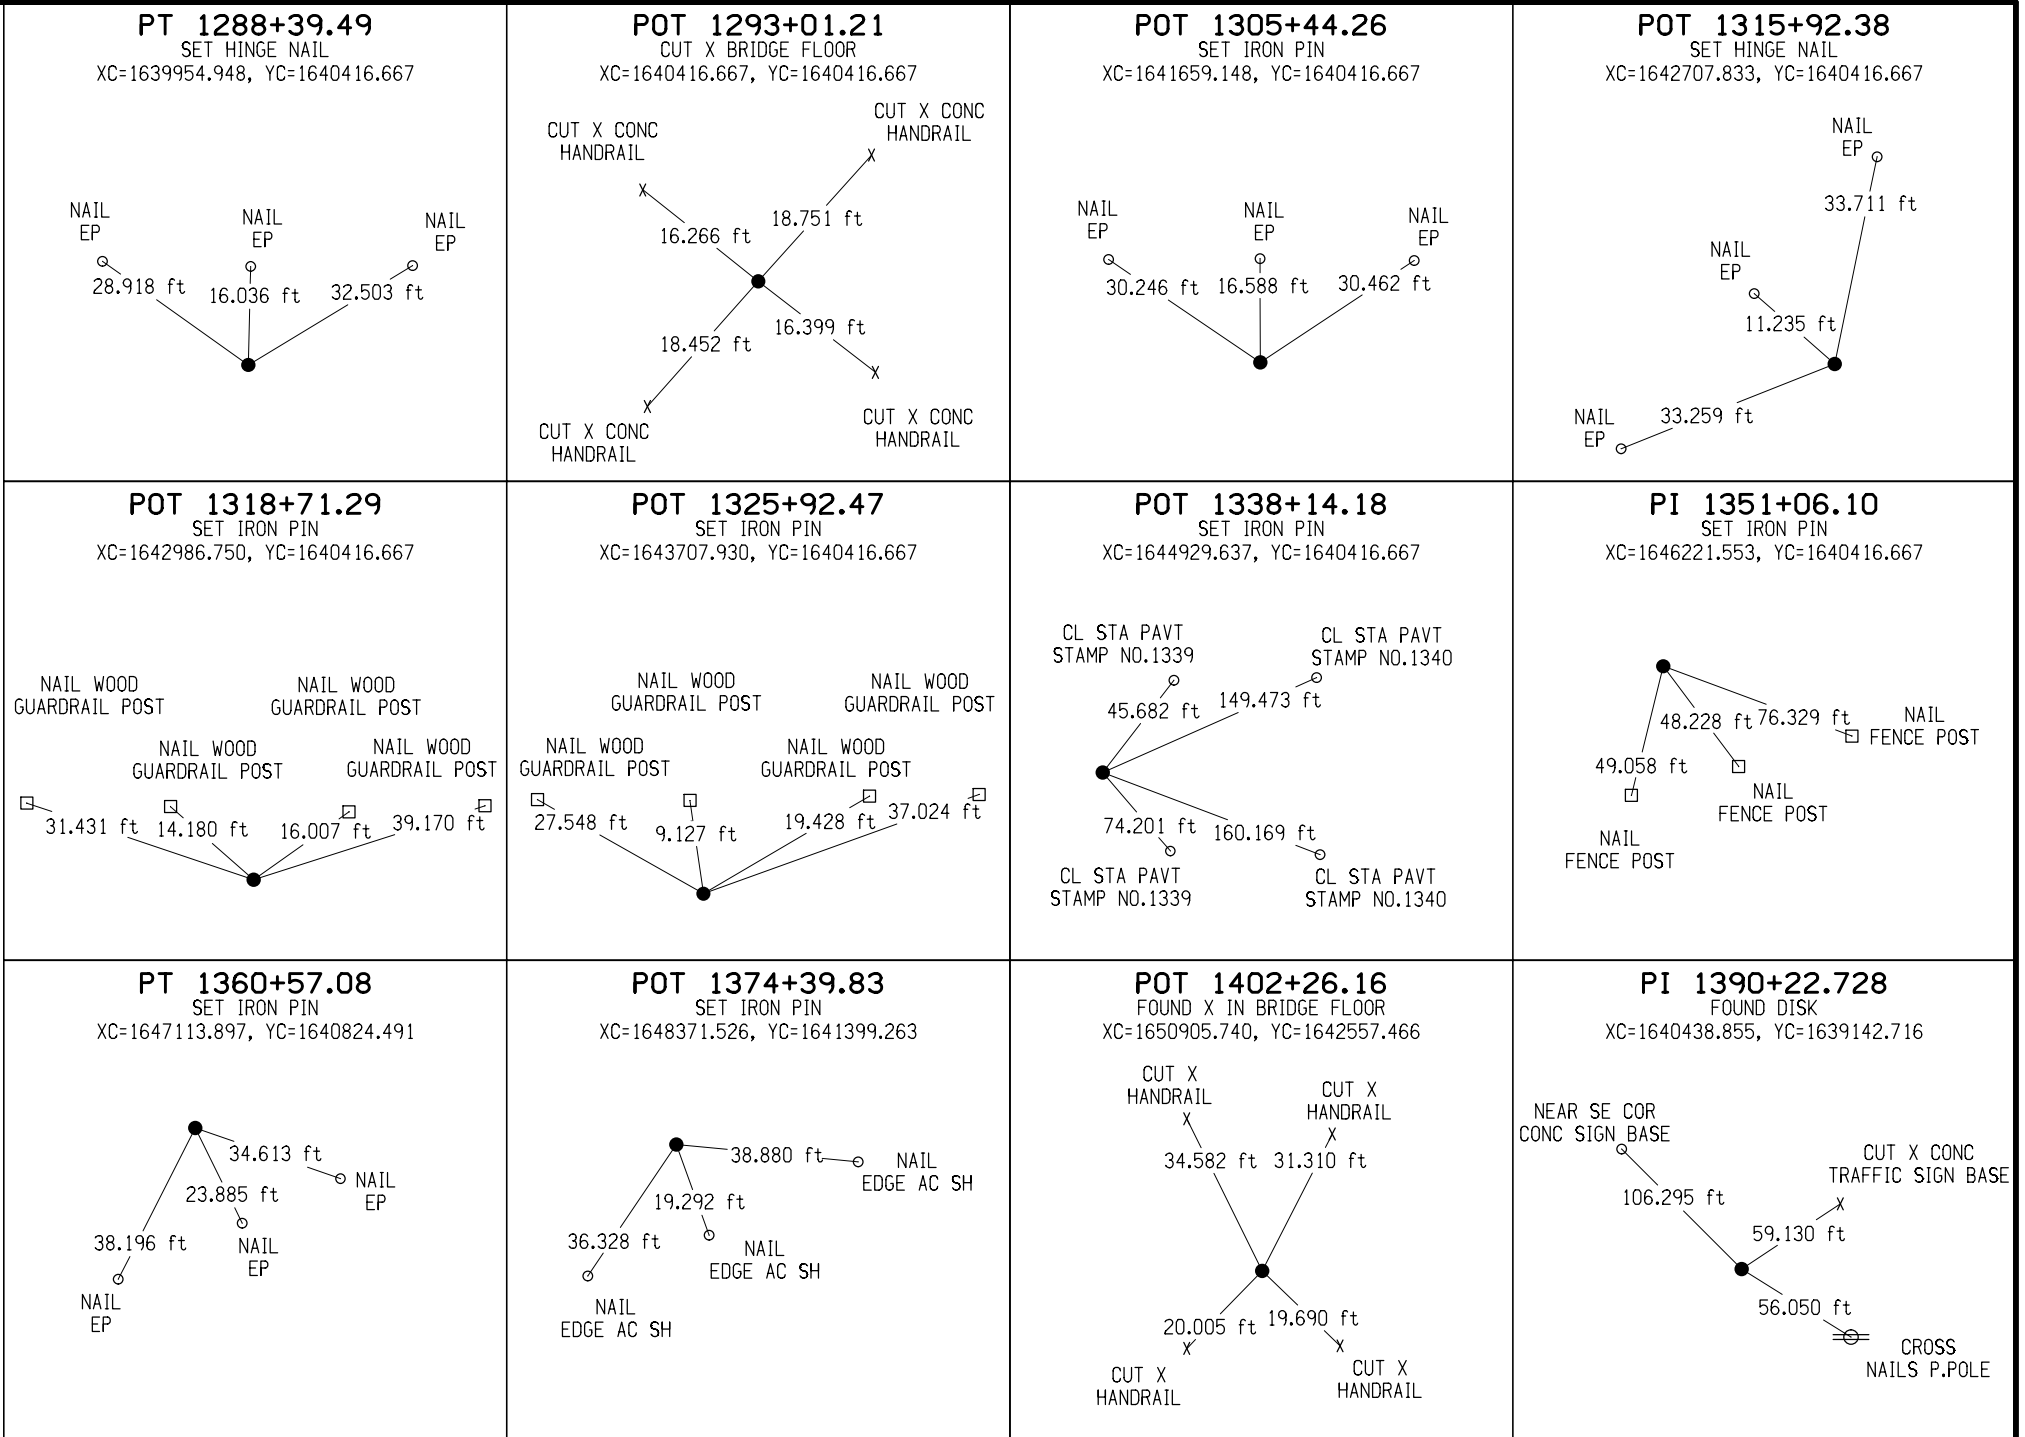 PT 1288+39.49
SET HINGE NAIL
XC=1639954.948, YC=1640416.667
NAIL
EP
NAIL
EP
NAIL
EP
28.918 ft
16.036 ft
32.503 ft
POT 1293+01.21
CUT X BRIDGE FLOOR
XC=1640416.667, YC=1640416.667
CUT X CONC
HANDRAIL
CUT X CONC
HANDRAIL
16.266 ft
18.751 ft
18.452 ft
16.399 ft
CUT X CONC
HANDRAIL
CUT X CONC
HANDRAIL
POT 1305+44.26
SET IRON PIN
XC=1641659.148, YC=1640416.667
NAIL
EP
NAIL
EP
NAIL
EP
30.246 ft
16.588 ft
30.462 ft
POT 1315+92.38
SET HINGE NAIL
XC=1642707.833, YC=1640416.667
NAIL
EP
33.711 ft
NAIL
EP
11.235 ft
NAIL
EP
33.259 ft
POT 1318+71.29
SET IRON PIN
XC=1642986.750, YC=1640416.667
NAIL WOOD
GUARDRAIL POST
NAIL WOOD
GUARDRAIL POST
NAIL WOOD
GUARDRAIL POST
NAIL WOOD
GUARDRAIL POST
31.431 ft
14.180 ft
16.007 ft
39.170 ft
POT 1325+92.47
SET IRON PIN
XC=1643707.930, YC=1640416.667
NAIL WOOD
GUARDRAIL POST
NAIL WOOD
GUARDRAIL POST
NAIL WOOD
GUARDRAIL POST
NAIL WOOD
GUARDRAIL POST
27.548 ft
9.127 ft
19.428 ft
37.024 ft
POT 1338+14.18
SET IRON PIN
XC=1644929.637, YC=1640416.667
CL STA PAVT
STAMP NO.1339
CL STA PAVT
STAMP NO.1340
45.682 ft
149.473 ft
74.201 ft
160.169 ft
CL STA PAVT
STAMP NO.1339
CL STA PAVT
STAMP NO.1340
PI 1351+06.10
SET IRON PIN
XC=1646221.553, YC=1640416.667
49.058 ft
48.228 ft
76.329 ft
NAIL
FENCE POST
NAIL
FENCE POST
NAIL
FENCE POST
PT 1360+57.08
SET IRON PIN
XC=1647113.897, YC=1640824.491
34.613 ft
23.885 ft
38.196 ft
NAIL
EP
NAIL
EP
NAIL
EP
POT 1374+39.83
SET IRON PIN
XC=1648371.526, YC=1641399.263
38.880 ft
19.292 ft
36.328 ft
NAIL
EDGE AC SH
NAIL
EDGE AC SH
NAIL
EDGE AC SH
POT 1402+26.16
FOUND X IN BRIDGE FLOOR
XC=1650905.740, YC=1642557.466
CUT X
HANDRAIL
CUT X
HANDRAIL
34.582 ft
31.310 ft
20.005 ft
19.690 ft
CUT X
HANDRAIL
CUT X
HANDRAIL
PI 1390+22.728
FOUND DISK
XC=1640438.855, YC=1639142.716
NEAR SE COR
CONC SIGN BASE
CUT X CONC
TRAFFIC SIGN BASE
106.295 ft
59.130 ft
56.050 ft
CROSS
NAILS P.POLE